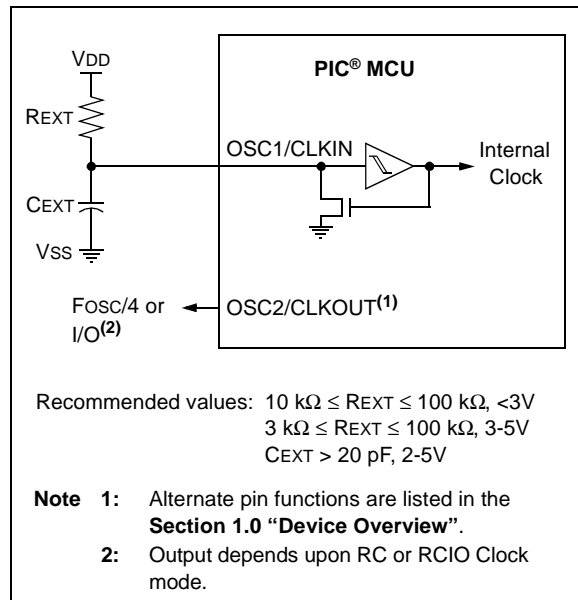 VDD
PIC® MCU
REXT
OSC1/CLKIN
Internal
Clock
CEXT
VSS
FOSC/4 or
I/O(2)
OSC2/CLKOUT(1)
Recommended values: 10 kΩ ≤ REXT ≤ 100 kΩ, <3V
3 kΩ ≤ REXT ≤ 100 kΩ, 3-5V
CEXT > 20 pF, 2-5V
Note 1: Alternate pin functions are listed in the
Section 1.0 “Device Overview”.
2: Output depends upon RC or RCIO Clock
mode.